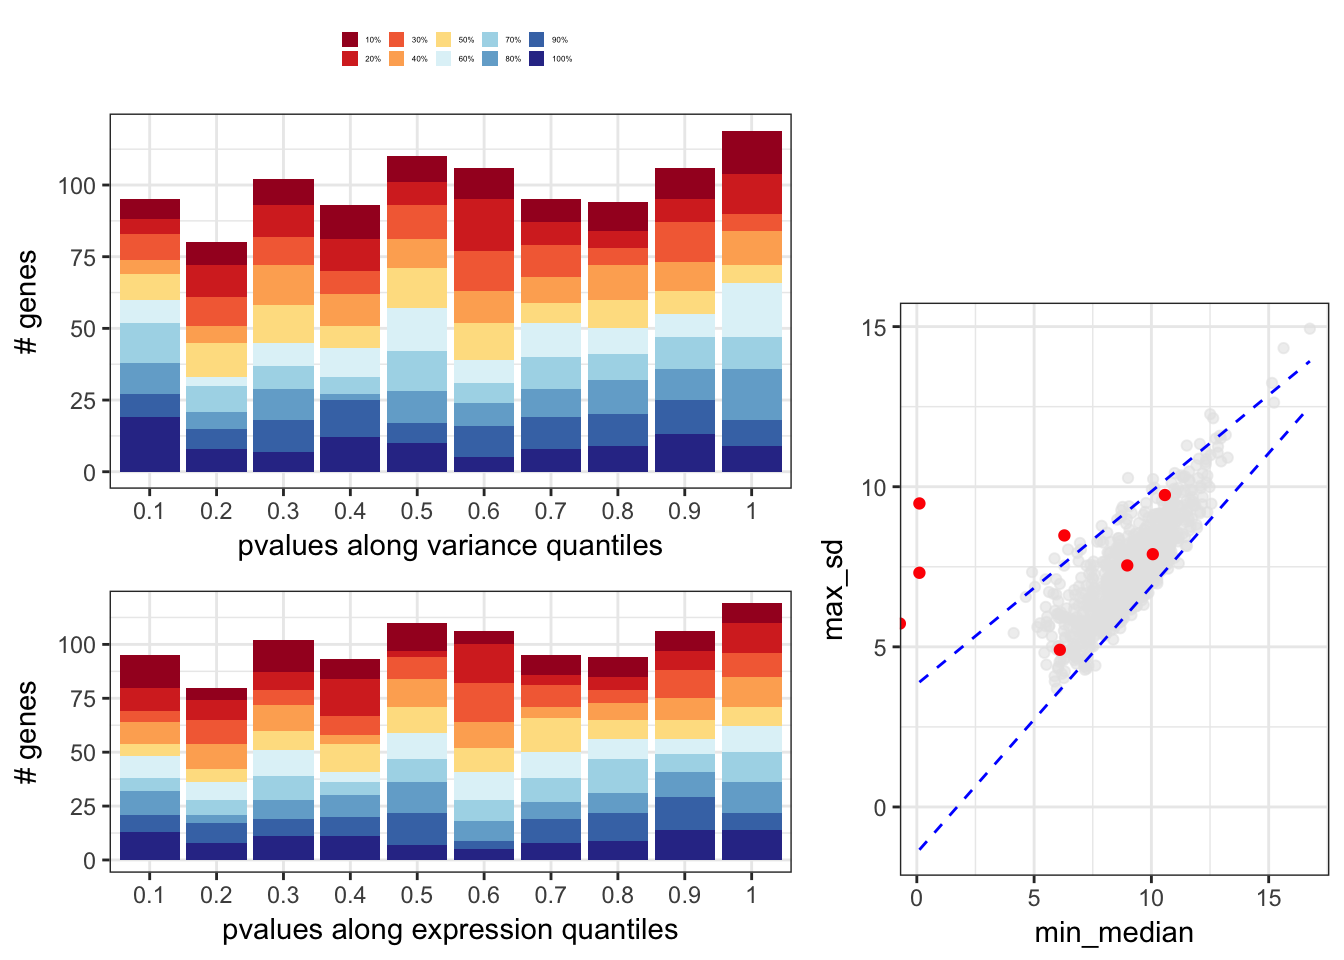 10% 30% 50% 70% 90%
20% 40% 60% 80% 100%
# genes
100
75
50
25
0
0.1 0.2 0.3 0.4 0.5 0.6 0.7 0.8 0.9 1
pvalues along variance quantiles
# genes
100
75
50
25
0
0.1 0.2 0.3 0.4 0.5 0.6 0.7 0.8 0.9 1
pvalues along expression quantiles
max_sd
15
10
5
0
0 5 10 15
min_median